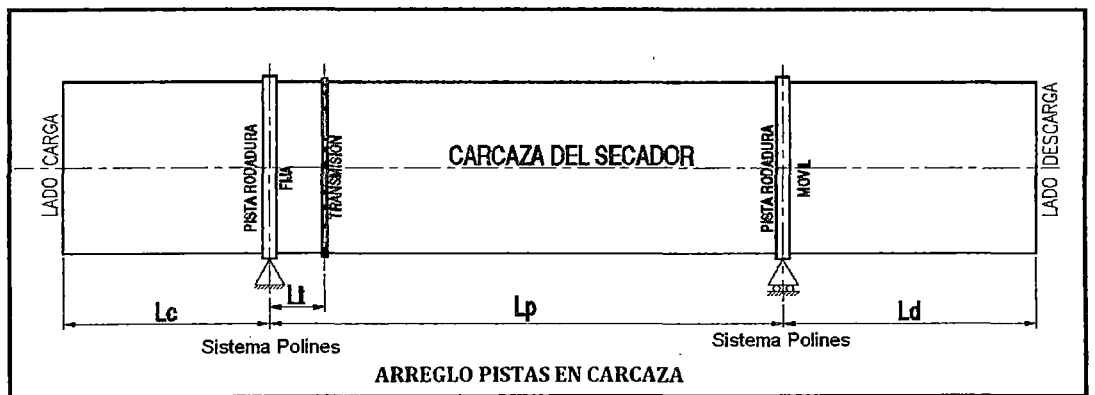 LADO CARGA
PISTA RODADURA
FIJA
TRANSMISION
CARCAZA DEL SECADOR
PISTA RODADURA
MOVIL
LADO DESCARGA
Lc
Lt
Lp
Ld
Sistema Polines
Sistema Polines
ARREGLO PISTAS EN CARCAZA